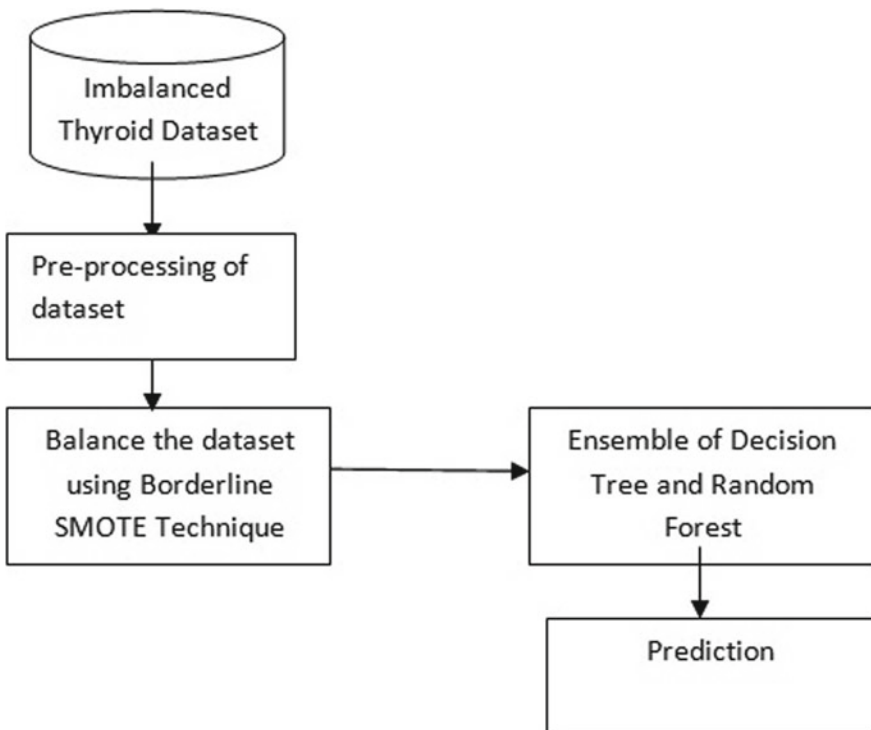 Imbalanced
Thyroid Dataset
Pre-processing of
dataset
Balance the dataset
using Borderline
SMOTE Technique
Ensemble of Decision
Tree and Random
Forest
Prediction